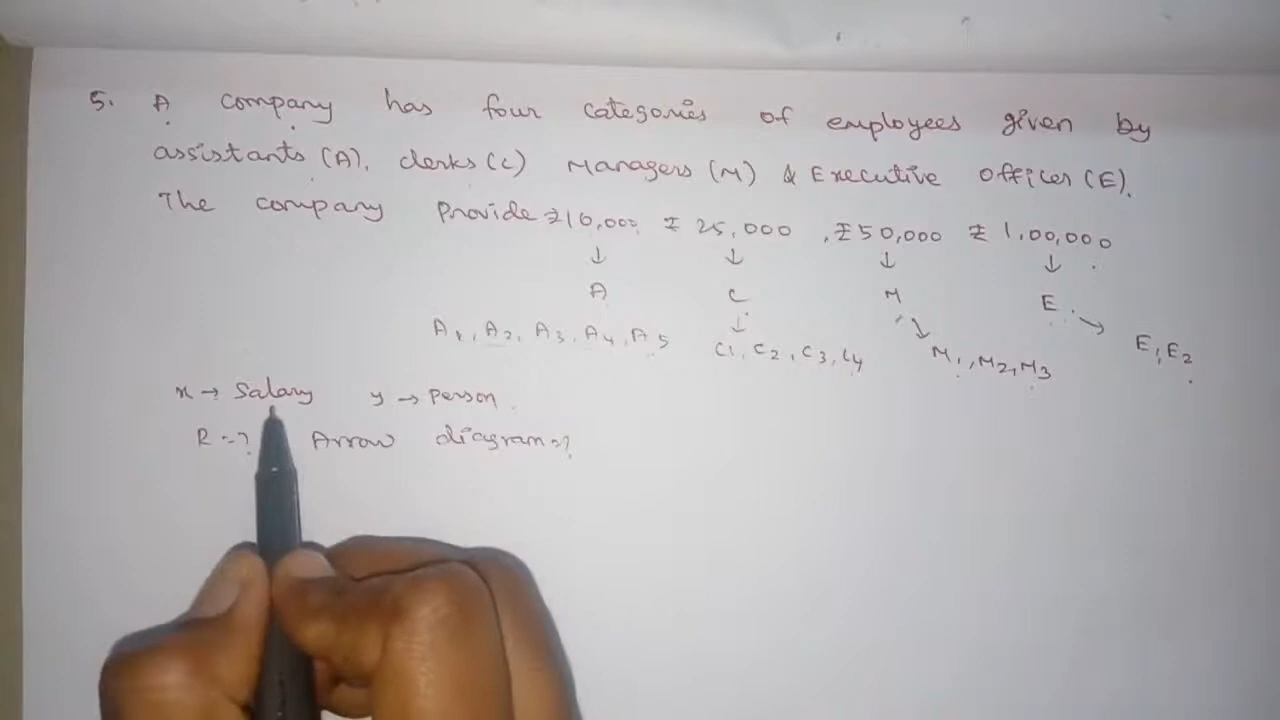 5. A company has four categories of employees given by
assistants (A), clerks (C) Managers (M) & Executive Officer (E).
The company Provide ₹10,000, ₹ 25,000, ₹50,000 ₹ 1,00,000
↓ ↓ ↓ ↓
A C M E
A1, A2, A3, A4, A5 C1, C2, C3, C4 M1, M2, M3 E1, E2
x → Salary y → Person
R = ? Arrow diagram = ?